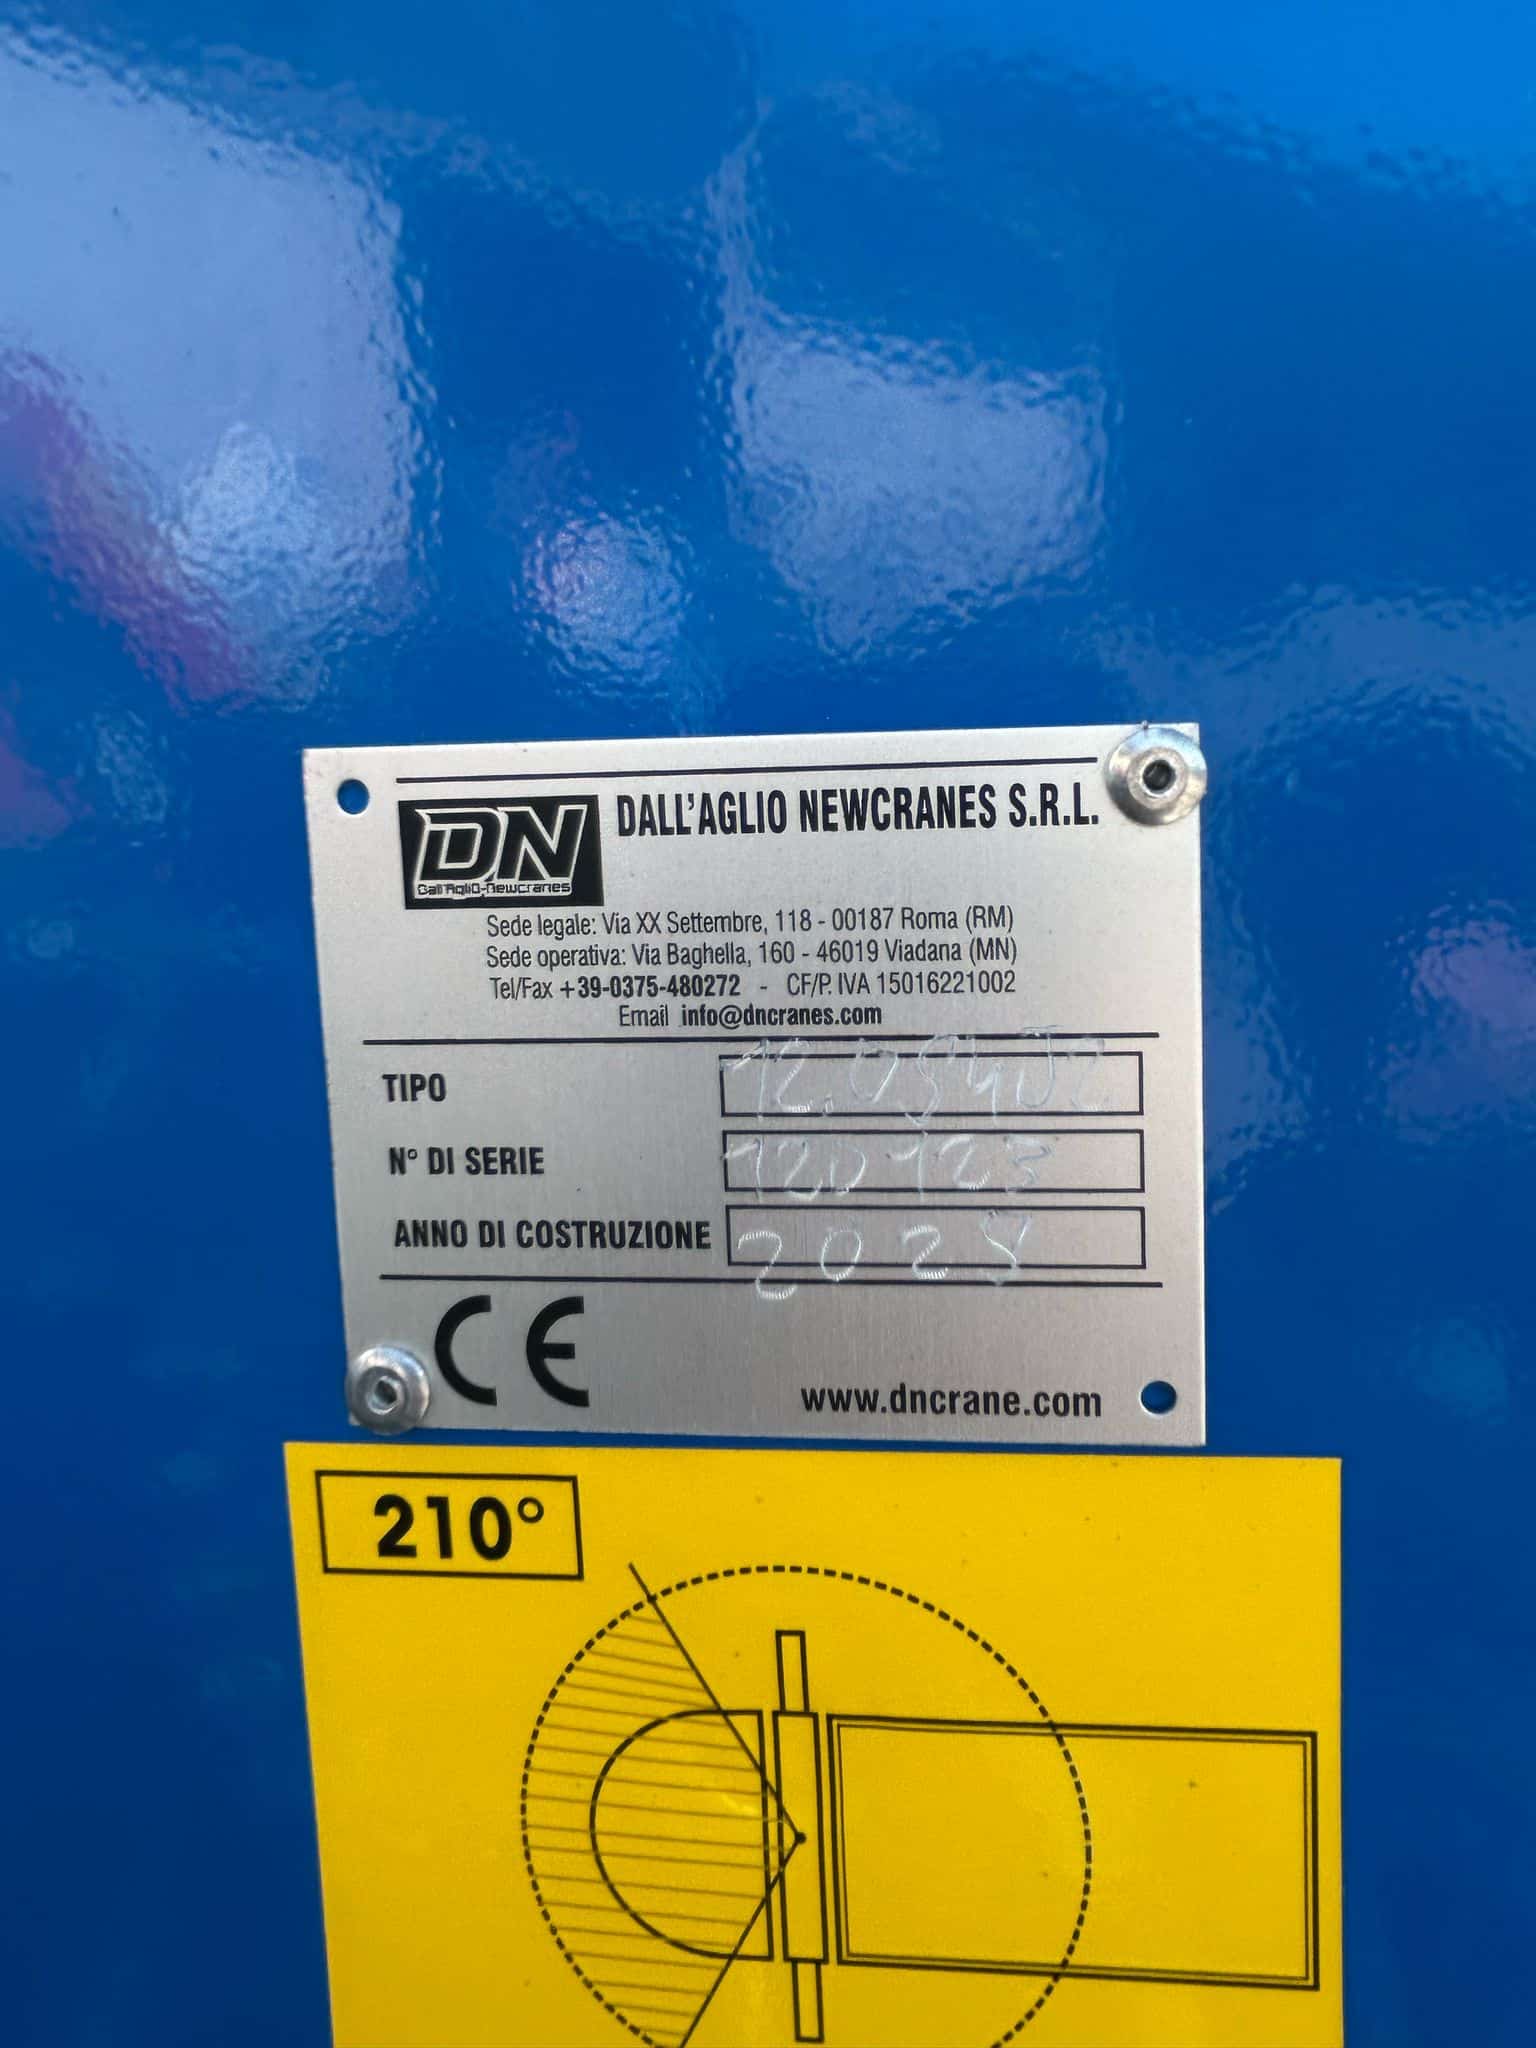 DN
Dall'Aglio-Newcranes
DALL'AGLIO NEWCRANES S.R.L.
Sede legale: Via XX Settembre, 118 - 00187 Roma (RM)
Sede operativa: Via Baghella, 160 - 46019 Viadana (MN)
Tel/Fax +39-0375-480272 - CF/P. IVA 15016221002
Email info@dncranes.com
TIPO
N° DI SERIE 120123
ANNO DI COSTRUZIONE
CE
www.dncrane.com
210°